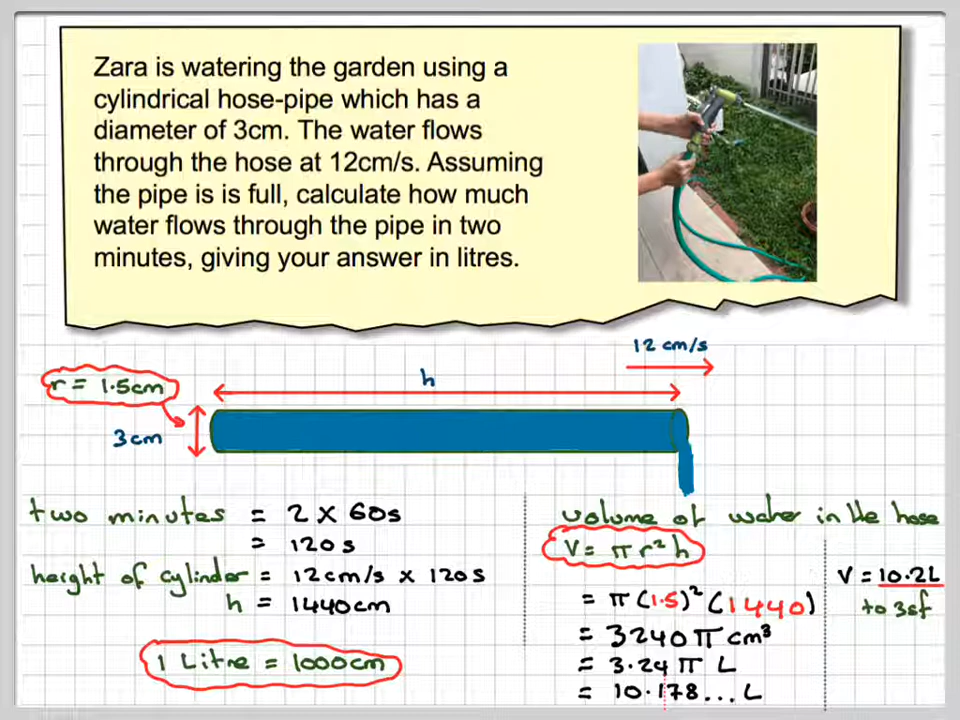 Zara is watering the garden using a
cylindrical hose-pipe which has a
diameter of 3cm. The water flows
through the hose at 12cm/s. Assuming
the pipe is is full, calculate how much
water flows through the pipe in two
minutes, giving your answer in litres.
12 cm/s
h
r = 1.5cm
3cm
two minutes = 2 x 60s
= 120s
height of cylinder = 12cm/s x 120s
h = 1440cm
1 Litre = 1000cm
volume of water in the hose
V = πr²h
= π(1.5)²(1440)
= 3240π cm³
= 3.24π L
= 10.178... L
V = 10.2L
to 3sf